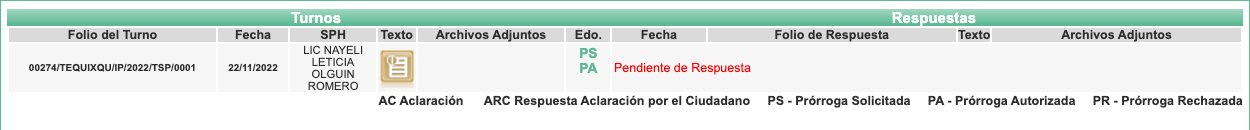 Turnos Respuestas
Folio del Turno Fecha SPH Texto Archivos Adjuntos Edo. Fecha Folio de Respuesta Texto Archivos Adjuntos
00274/TEQUIXQU/IP/2022/TSP/0001 22/11/2022 LIC NAYELI
LETICIA
OLGUIN
ROMERO
PS
PA Pendiente de Respuesta
AC Aclaración ARC Respuesta Aclaración por el Ciudadano PS - Prórroga Solicitada PA - Prórroga Autorizada PR - Prórroga Rechazada